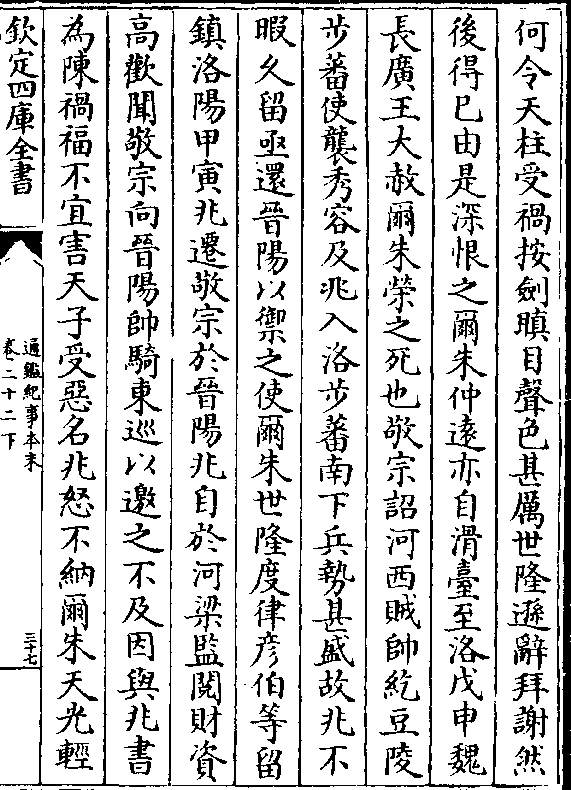 何令天柱受禍按劍瞋目聲色甚厲世隆遜辭拜謝然
後得已由是深恨之爾朱仲遠亦自滑臺至洛戊申魏
長廣王大赦爾朱榮之死也敬宗詔河西賊帥紇豆陵
步蕃使襲秀容及兆入洛步蕃南下兵勢甚盛故兆不
暇久留亟還晉陽以禦之使爾朱世隆度律彦伯等留
鎮洛陽甲寅兆遷敬宗於晉陽兆自於河梁監閲財資
高歡聞敬宗向晉陽帥騎東巡以邀之不及因與兆書
為陳禍福不宜害天子受惡名兆怒不納爾朱天光輕
欽定四庫全書
通鑑紀事本末
卷二十二下
三十七